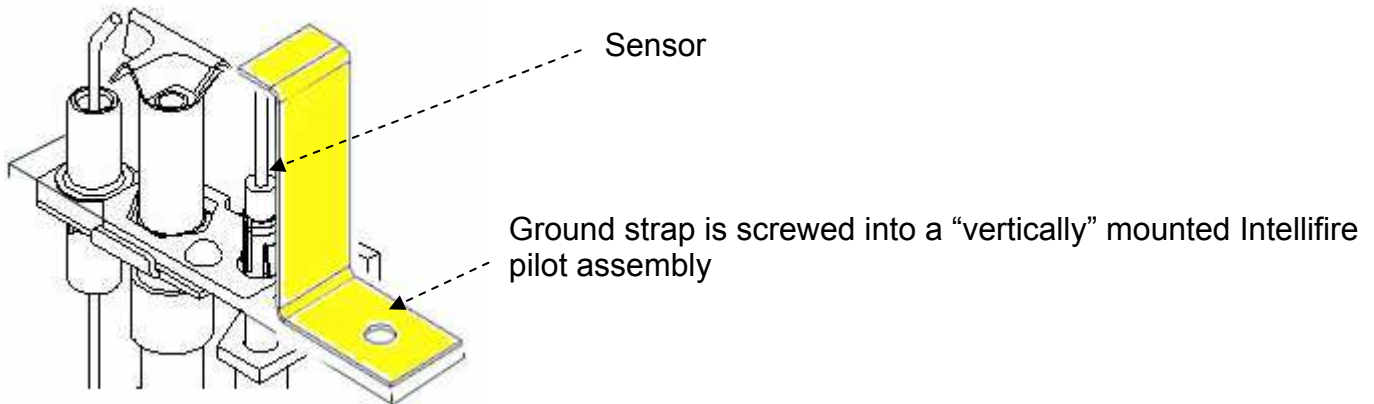 Sensor
Ground strap is screwed into a “vertically” mounted Intellifire
pilot assembly